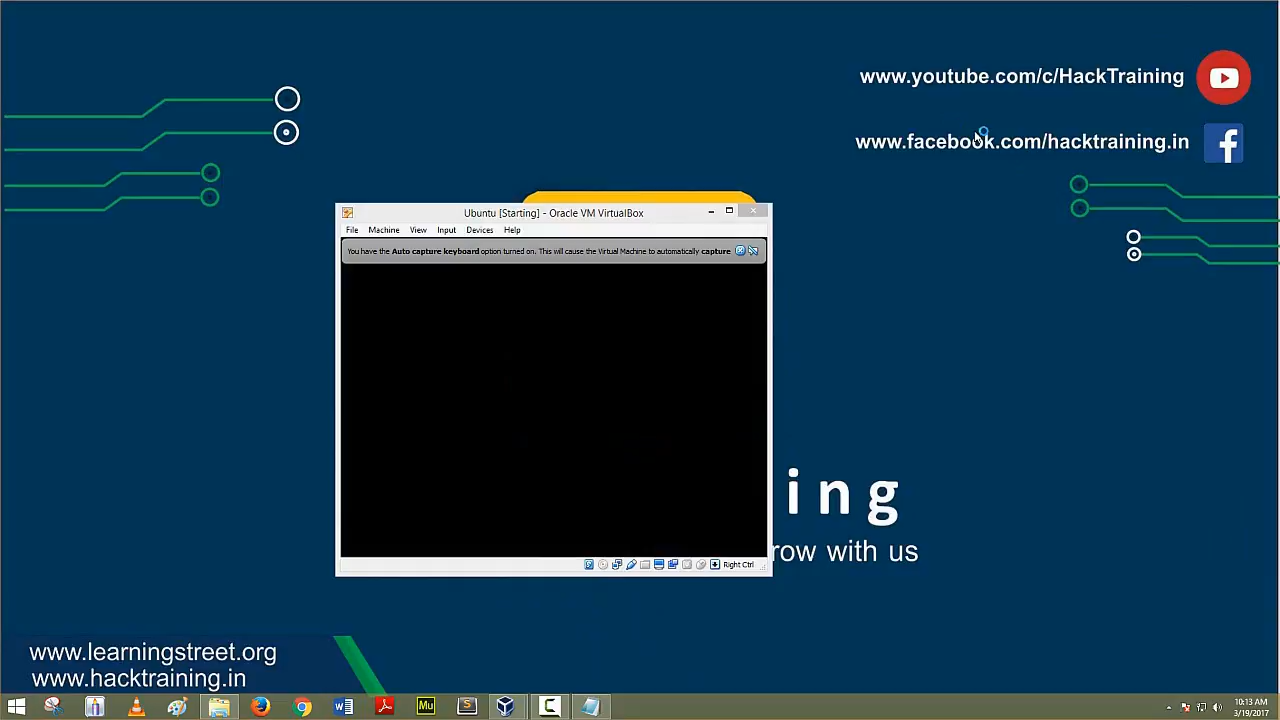 www.youtube.com/c/HackTraining
www.facebook.com/hacktraining.in
Ubuntu [Starting] - Oracle VM VirtualBox
File Machine View Input Devices Help
You have the Auto capture keyboard option turned on. This will cause the Virtual Machine to automatically capture
Right Ctrl
ing
row with us
www.learningstreet.org
www.hacktraining.in
W Mu S C
10:13 AM
3/19/2017